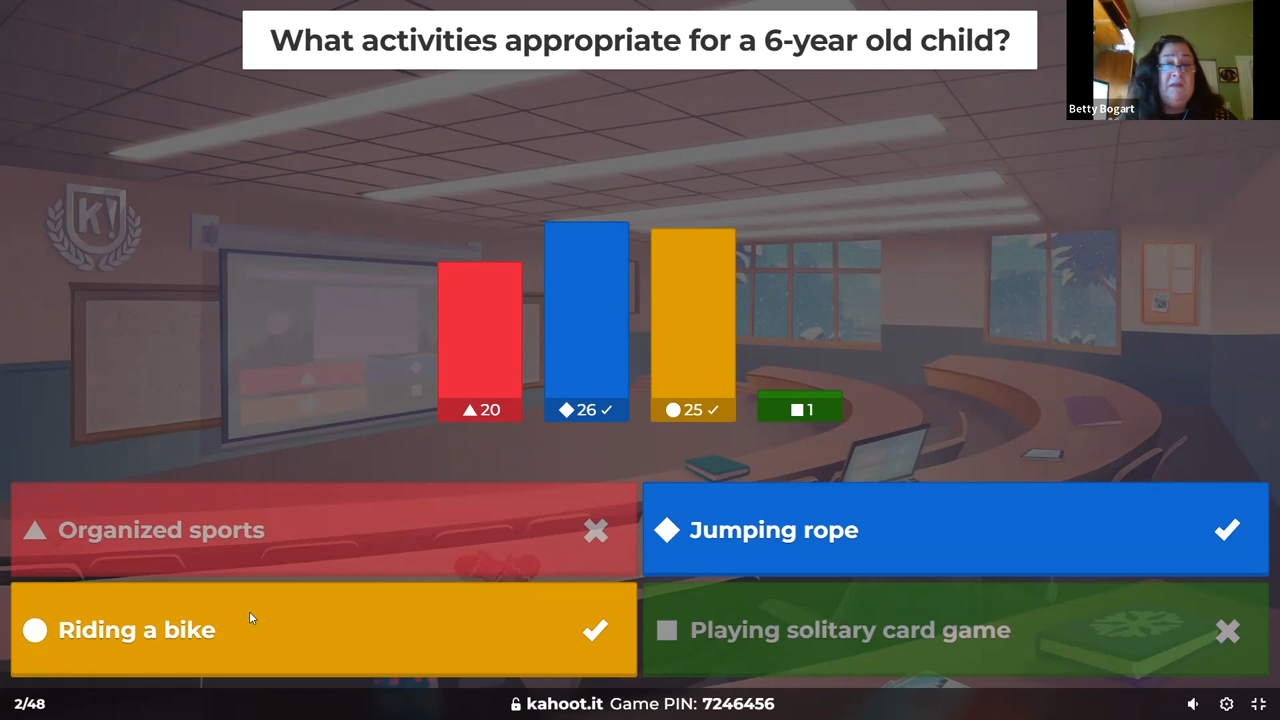 What activities appropriate for a 6-year old child?
Betty Bogart
K!
20
26
25
1
Organized sports
Jumping rope
Riding a bike
Playing solitary card game
2/48
kahoot.it Game PIN: 7246456